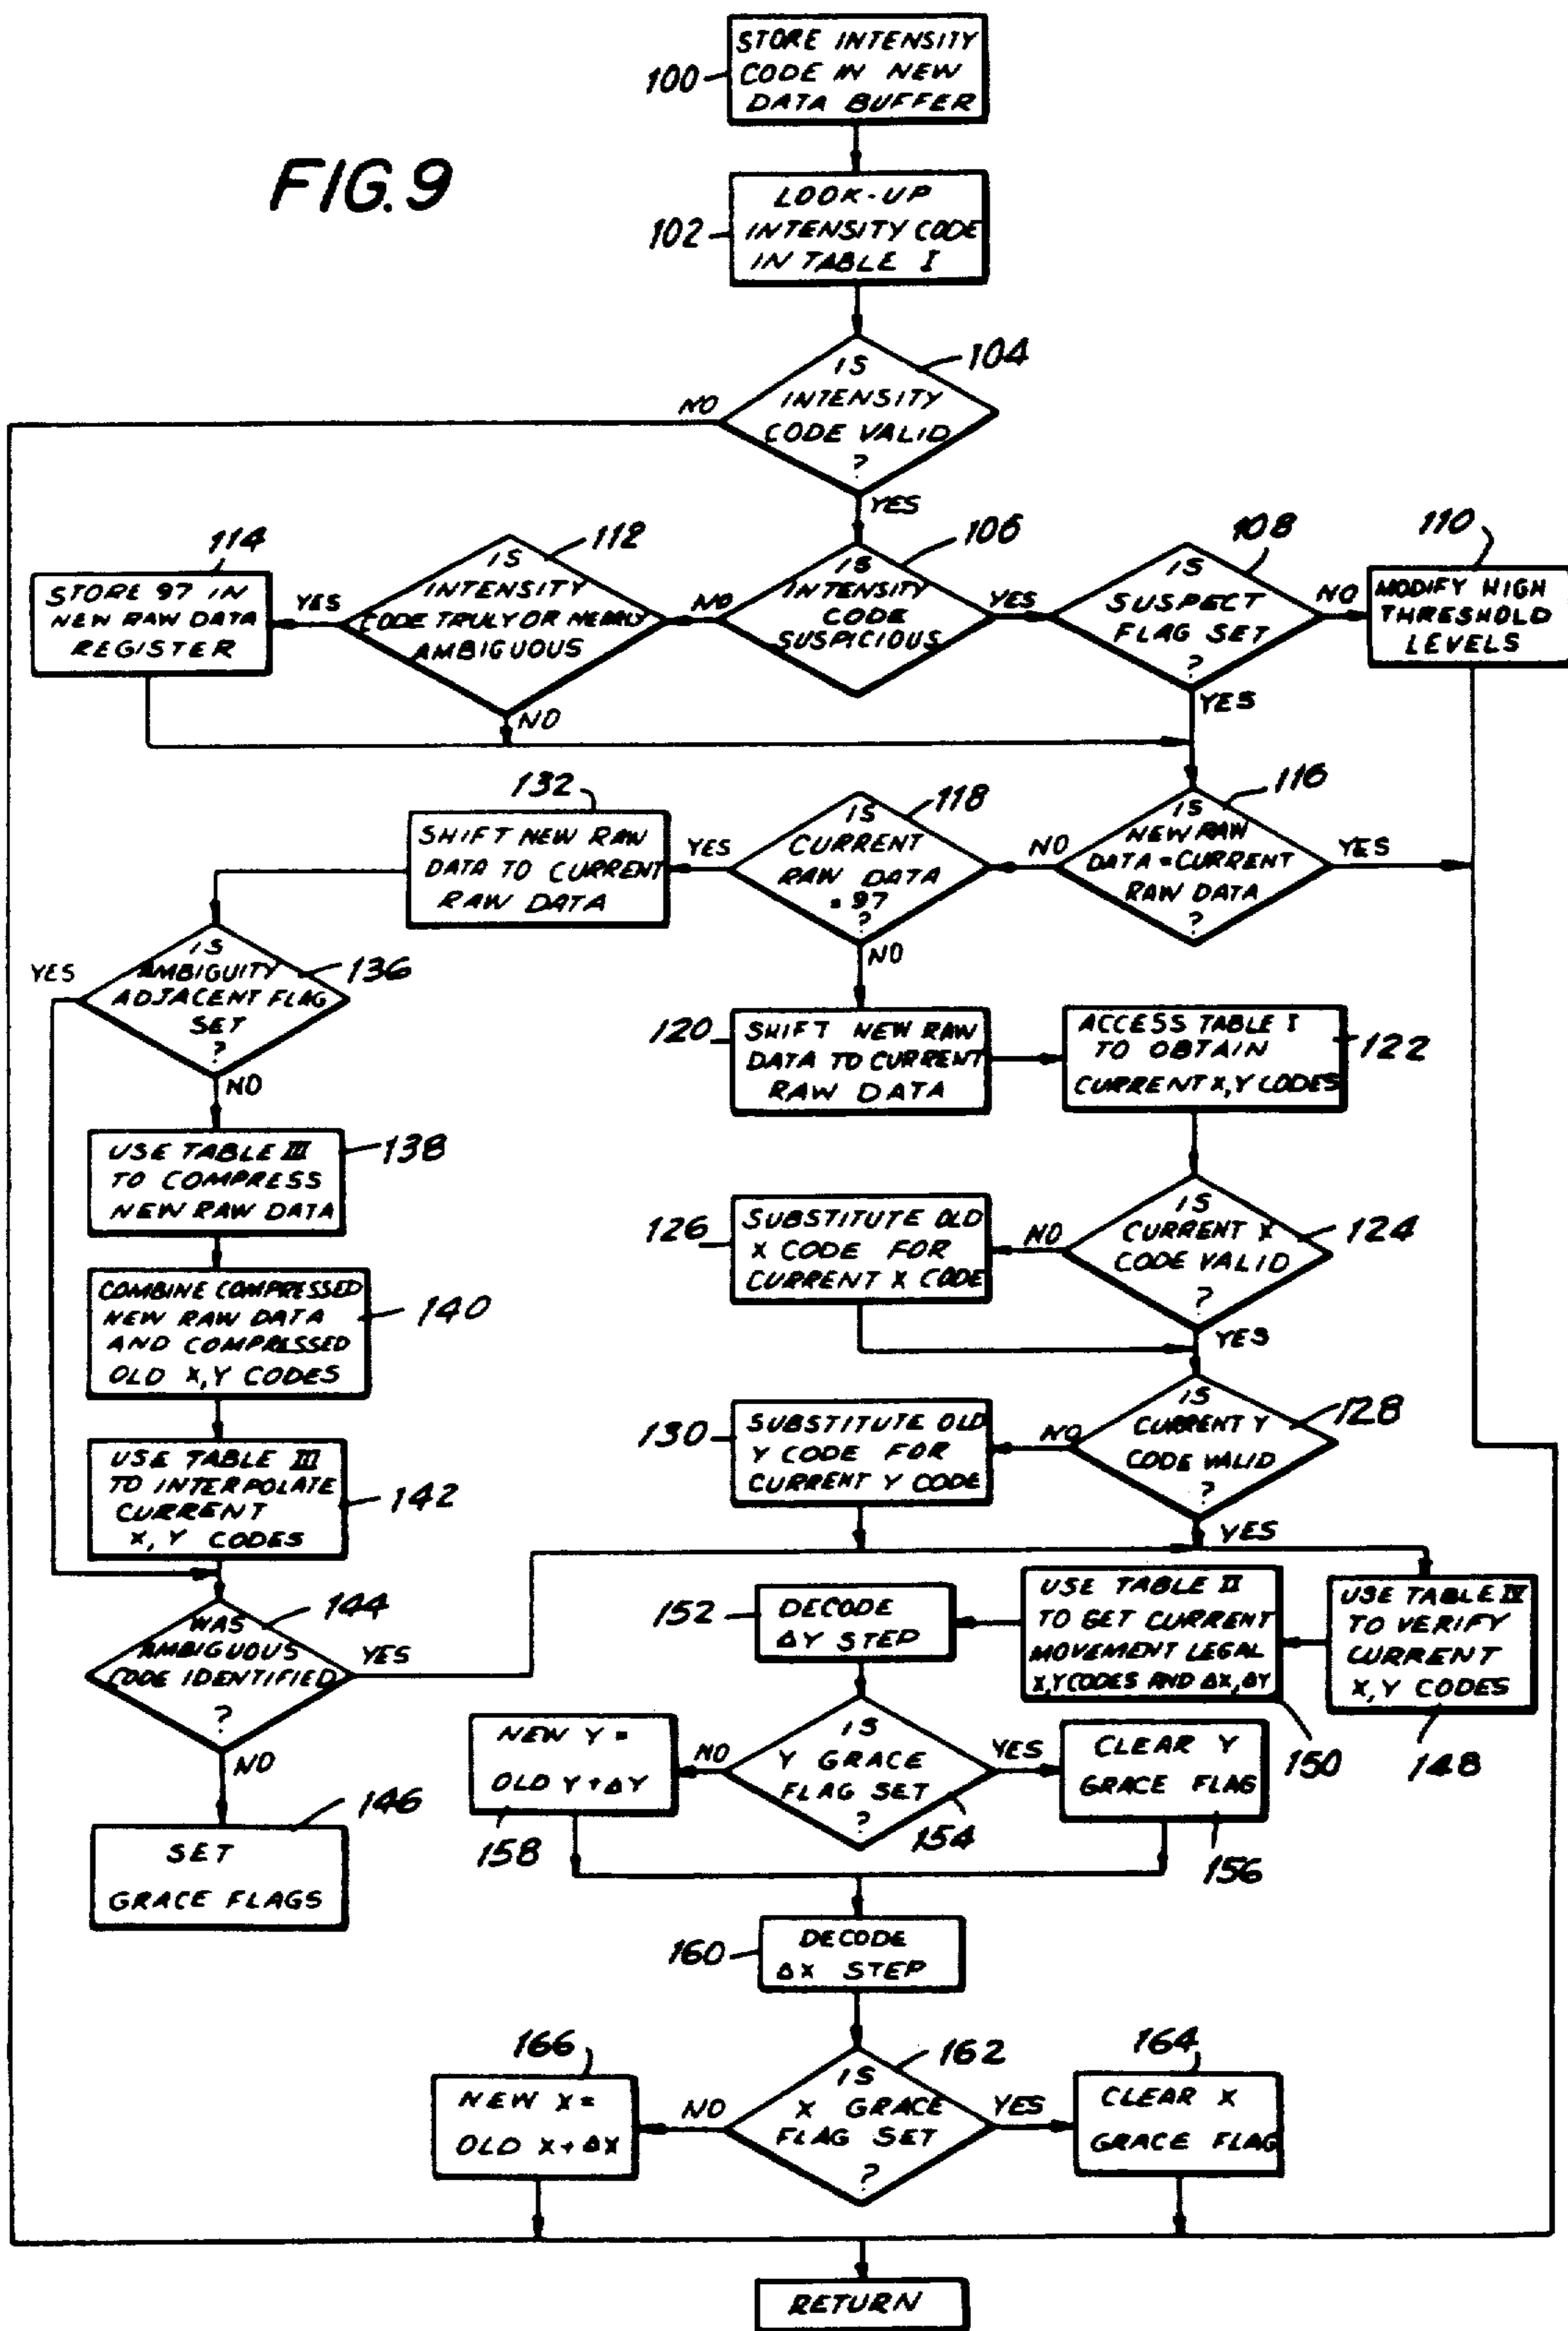 FIG.9
STORE INTENSITY
CODE IN NEW
DATA BUFFER
100
LOOK-UP
INTENSITY CODE
IN TABLE I
102
IS
INTENSITY
CODE VALID
?
104
NO
YES
114
STORE 97 IN
NEW RAW DATA
REGISTER
YES
IS
INTENSITY
CODE TRULY OR NEARLY
AMBIGUOUS
112
NO
NO
IS
INTENSITY
CODE
SUSPICIOUS
106
YES
IS
SUSPECT
FLAG SET
?
108
NO
YES
110
MODIFY HIGH
THRESHOLD
LEVELS
132
SHIFT NEW RAW
DATA TO CURRENT
RAW DATA
YES
IS
CURRENT
RAW DATA
= 97
?
118
NO
NO
IS
NEW RAW
DATA = CURRENT
RAW DATA
?
116
YES
YES
IS
AMBIGUITY
ADJACENT FLAG
SET
?
136
NO
120
SHIFT NEW RAW
DATA TO CURRENT
RAW DATA
ACCESS TABLE I
TO OBTAIN
CURRENT X,Y CODES
122
USE TABLE III
TO COMPRESS
NEW RAW DATA
138
126
SUBSTITUTE OLD
X CODE FOR
CURRENT X CODE
NO
IS
CURRENT X
CODE VALID
?
124
YES
COMBINE COMPRESSED
NEW RAW DATA
AND COMPRESSED
OLD X,Y CODES
140
130
SUBSTITUTE OLD
Y CODE FOR
CURRENT Y CODE
NO
IS
CURRENT Y
CODE VALID
?
128
YES
USE TABLE III
TO INTERPOLATE
CURRENT
X, Y CODES
142
WAS
AMBIGUOUS
CODE IDENTIFIED
?
144
YES
NO
152
DECODE
ΔY STEP
USE TABLE II
TO GET CURRENT
MOVEMENT LEGAL
X,Y CODES AND ΔX,ΔY
150
USE TABLE IV
TO VERIFY
CURRENT
X, Y CODES
148
NEW Y =
OLD Y + ΔY
158
NO
IS
Y GRACE
FLAG SET
?
154
YES
CLEAR Y
GRACE FLAG
156
146
SET
GRACE FLAGS
160
DECODE
ΔX STEP
166
NEW X =
OLD X + ΔX
NO
IS
X GRACE
FLAG SET
?
162
YES
164
CLEAR X
GRACE FLAG
RETURN